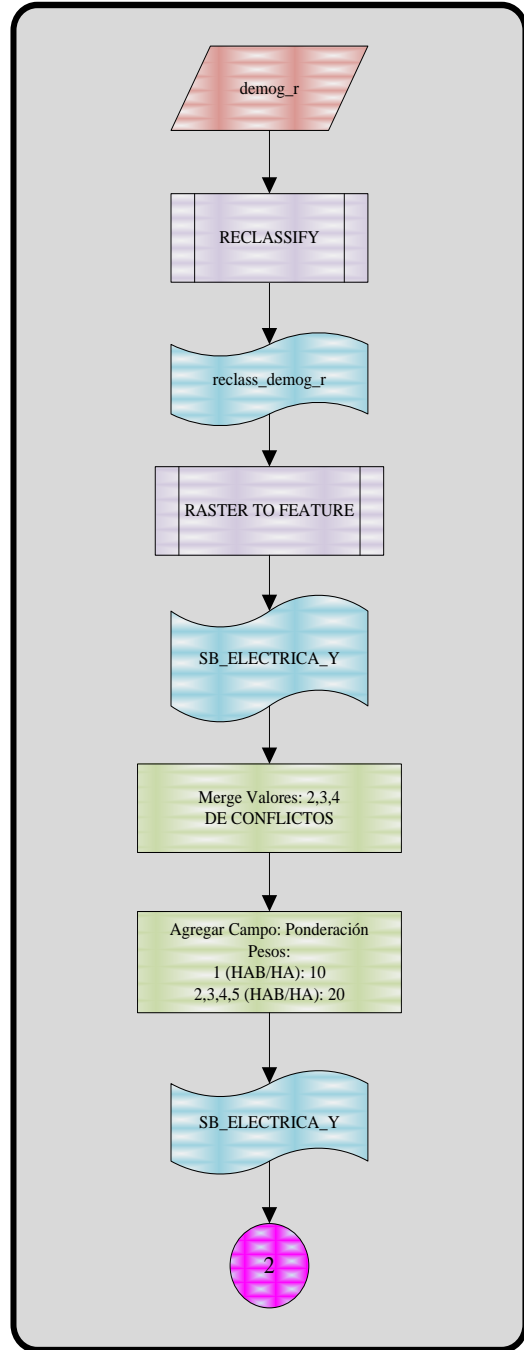 demog_r
RECLASSIFY
reclass_demog_r
RASTER TO FEATURE
SB_ELECTRICA_Y
Merge Valores: 2,3,4
DE CONFLICTOS
Agregar Campo: Ponderación
Pesos:
1 (HAB/HA): 10
2,3,4,5 (HAB/HA): 20
SB_ELECTRICA_Y
2